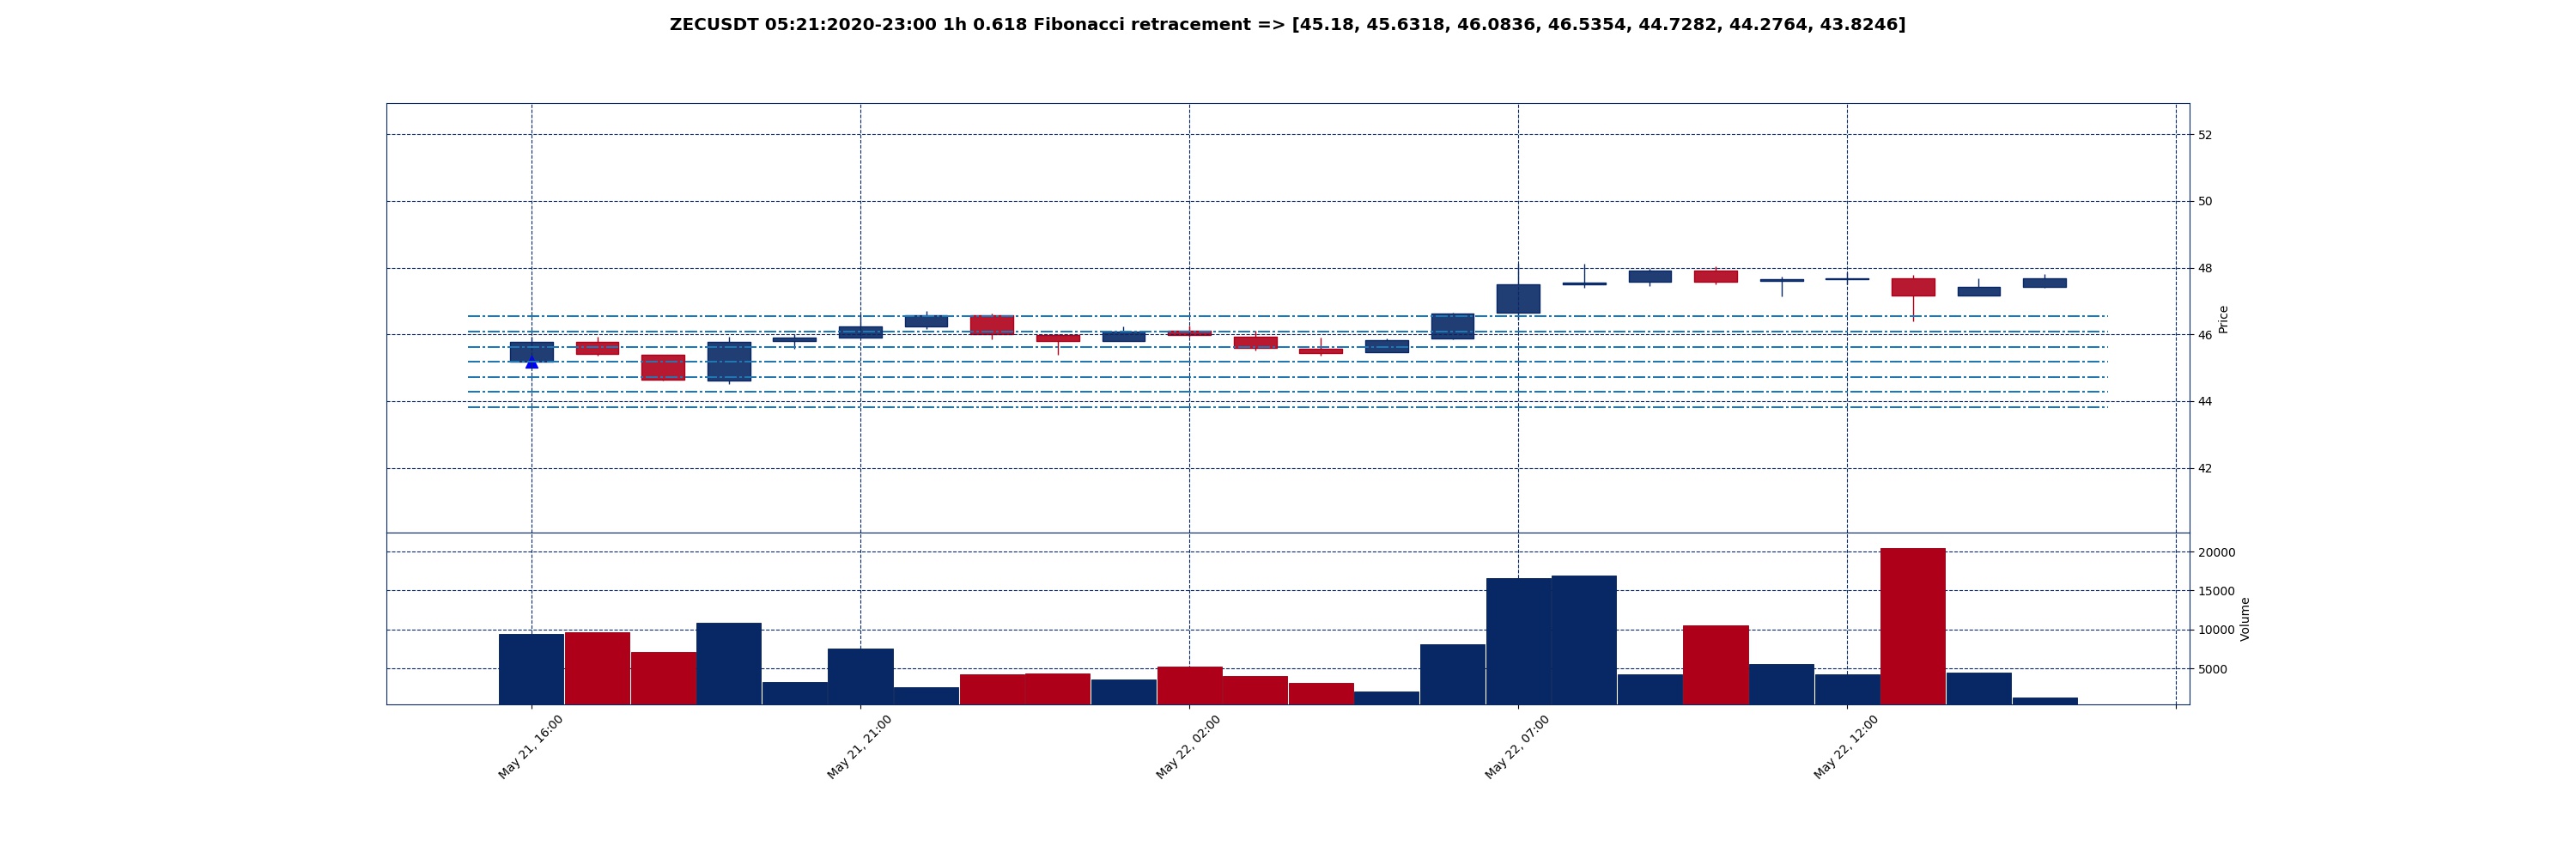 ZECUSDT 05:21:2020-23:00 1h 0.618 Fibonacci retracement => [45.18, 45.6318, 46.0836, 46.5354, 44.7282, 44.2764, 43.8246]
52
50
48
46
44
42
Price
20000
15000
10000
5000
Volume
May 21, 16:00
May 21, 21:00
May 22, 02:00
May 22, 07:00
May 22, 12:00